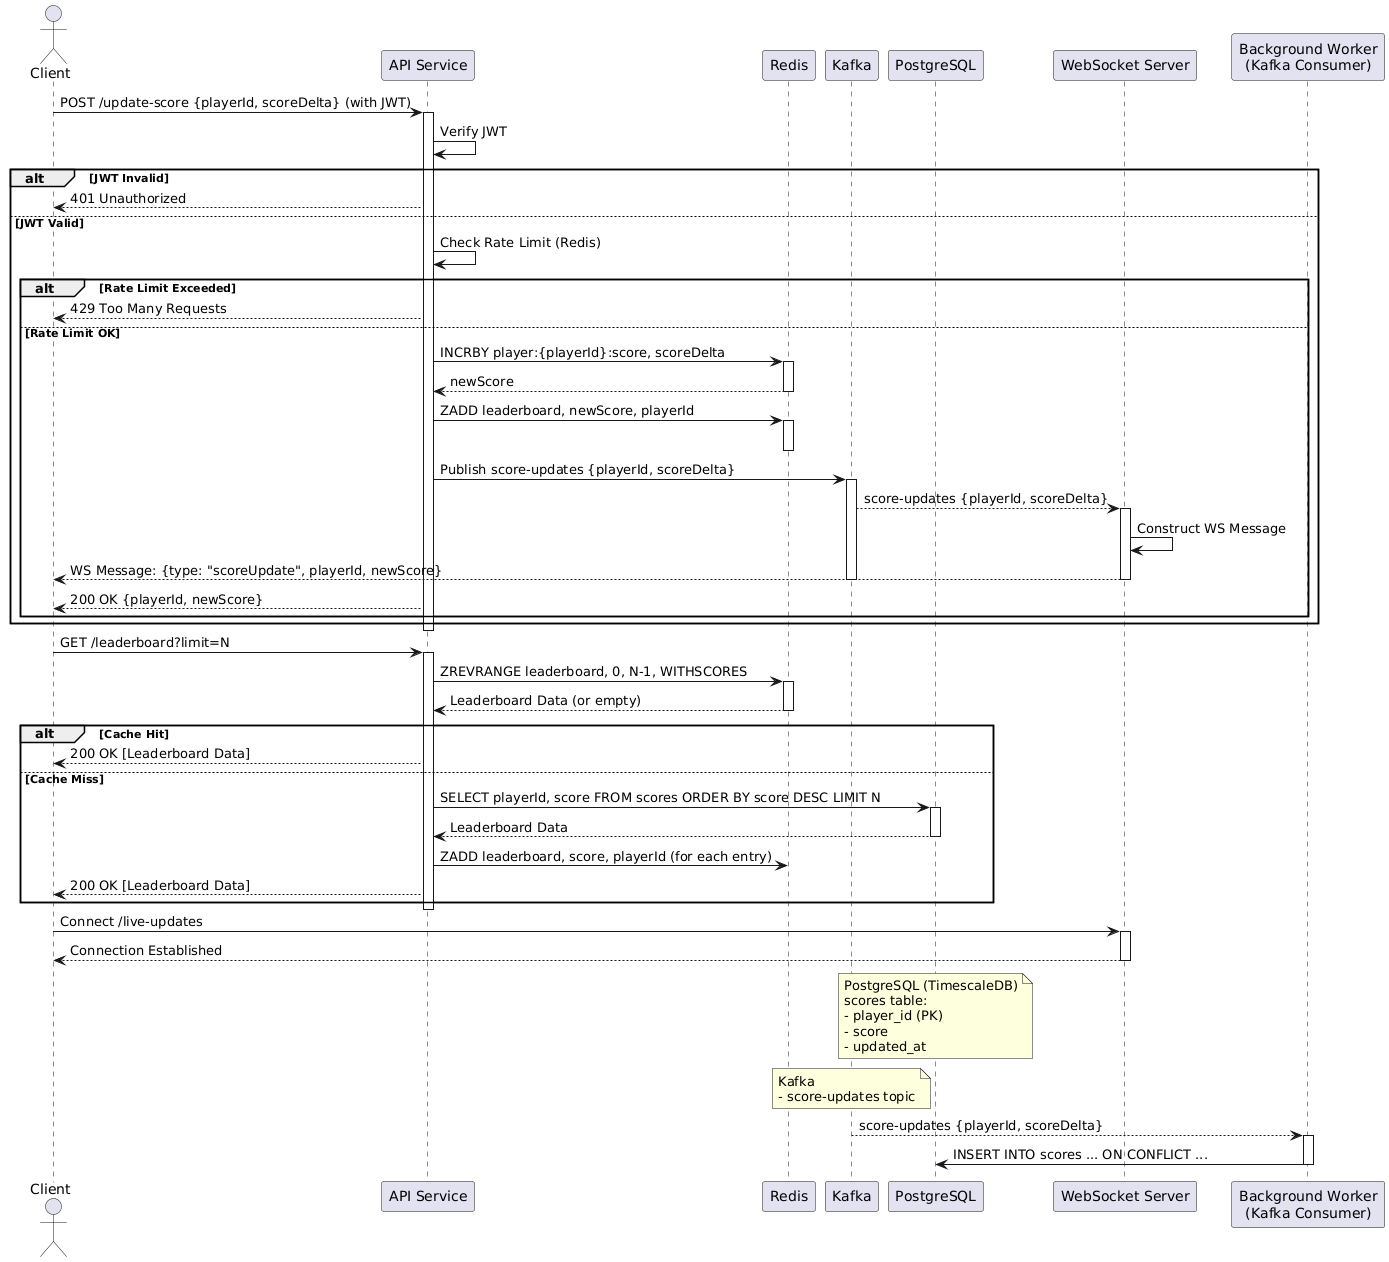 Client
API Service
Redis
Kafka
PostgreSQL
WebSocket Server
Background Worker
(Kafka Consumer)
POST /update-score {playerId, scoreDelta} (with JWT)
Verify JWT
alt
[JWT Invalid]
401 Unauthorized
[JWT Valid]
Check Rate Limit (Redis)
alt
[Rate Limit Exceeded]
429 Too Many Requests
[Rate Limit OK]
INCRBY player:{playerId}:score, scoreDelta
newScore
ZADD leaderboard, newScore, playerId
Publish score-updates {playerId, scoreDelta}
score-updates {playerId, scoreDelta}
Construct WS Message
WS Message: {type: "scoreUpdate", playerId, newScore}
200 OK {playerId, newScore}
GET /leaderboard?limit=N
ZREVRANGE leaderboard, 0, N-1, WITHSCORES
Leaderboard Data (or empty)
alt
[Cache Hit]
200 OK [Leaderboard Data]
[Cache Miss]
SELECT playerId, score FROM scores ORDER BY score DESC LIMIT N
Leaderboard Data
ZADD leaderboard, score, playerId (for each entry)
200 OK [Leaderboard Data]
Connect /live-updates
Connection Established
PostgreSQL (TimescaleDB)
scores table:
- player_id (PK)
- score
- updated_at
Kafka
- score-updates topic
score-updates {playerId, scoreDelta}
INSERT INTO scores ... ON CONFLICT ...
Client
API Service
Redis
Kafka
PostgreSQL
WebSocket Server
Background Worker
(Kafka Consumer)